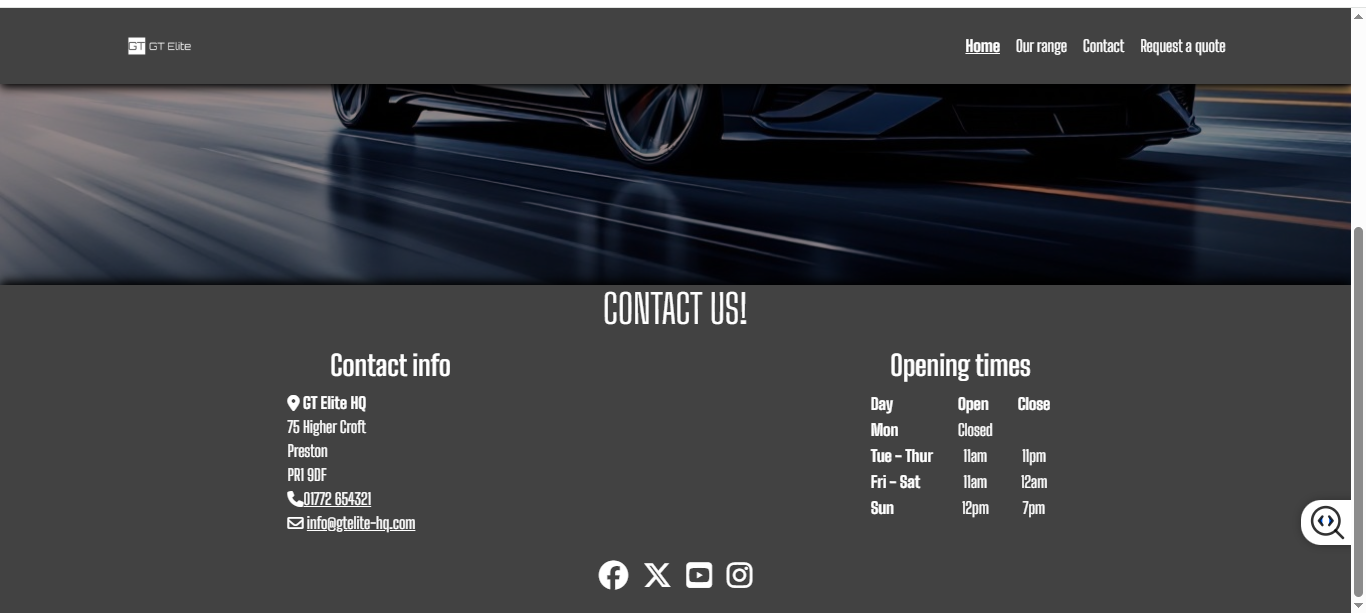 GT GT Elite
Home Our range Contact Request a quote
CONTACT US!
Contact info
GT Elite HQ
75 Higher Croft
Preston
PR1 9DF
01772 654321
info@gtelite-hq.com
Opening times
Day Open Close
Mon Closed
Tue - Thur 11am 11pm
Fri - Sat 11am 12am
Sun 12pm 7pm